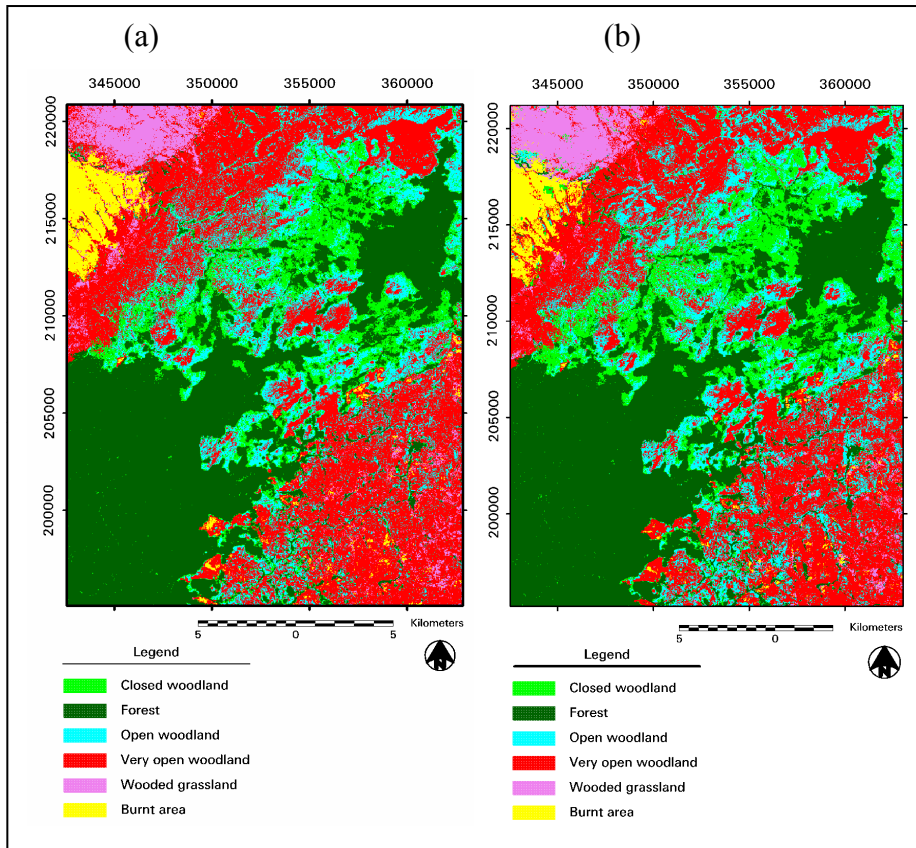 (a)
345000 350000 355000 360000
220000
215000
210000
205000
200000
Kilometers
5 0 5
Legend
N
Closed woodland
Forest
Open woodland
Very open woodland
Wooded grassland
Burnt area
(b)
345000 350000 355000 360000
220000
215000
210000
205000
200000
Kilometers
5 0
Legend
N
Closed woodland
Forest
Open woodland
Very open woodland
Wooded grassland
Burnt area